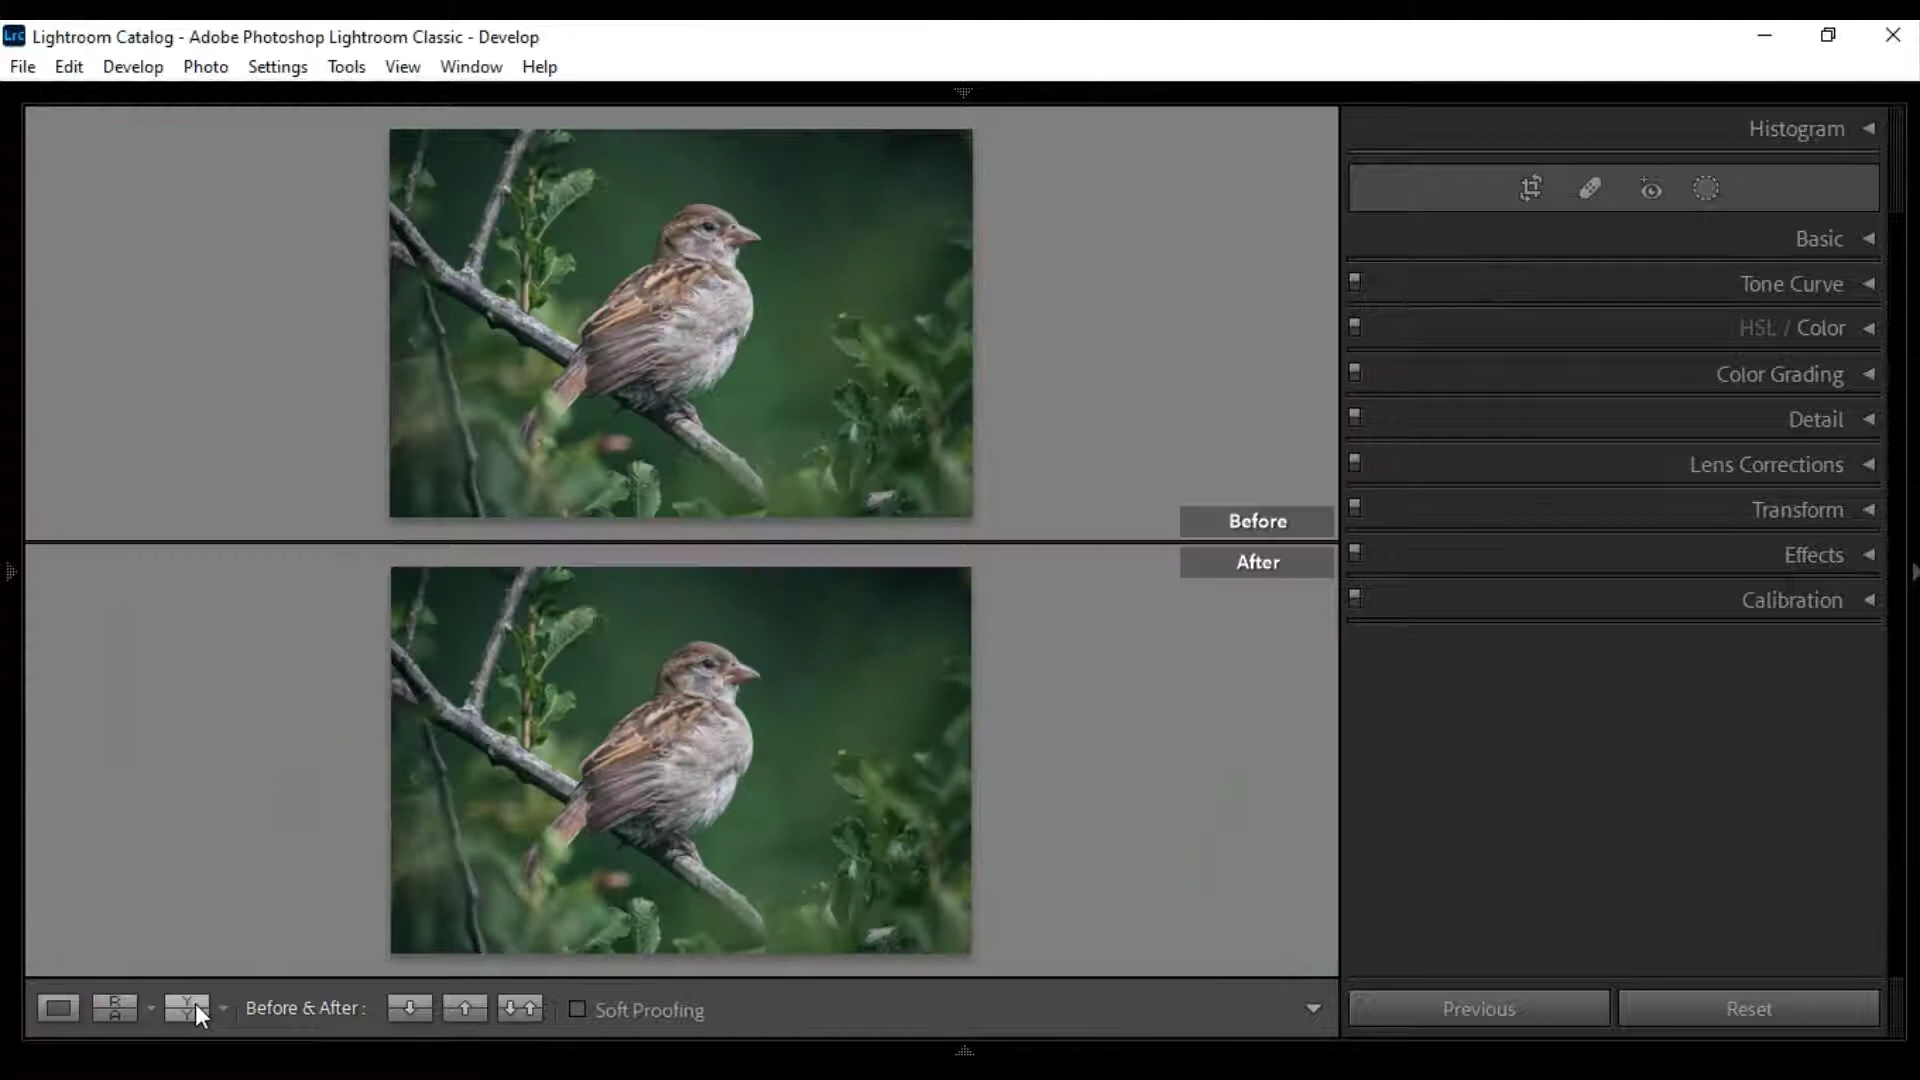 Lrc Lightroom Catalog - Adobe Photoshop Lightroom Classic - Develop
File Edit Develop Photo Settings Tools View Window Help
Histogram
Basic
Tone Curve
HSL / Color
Color Grading
Detail
Lens Corrections
Transform
Effects
Calibration
Before
After
R A Y Y Before & After : Soft Proofing
Previous Reset